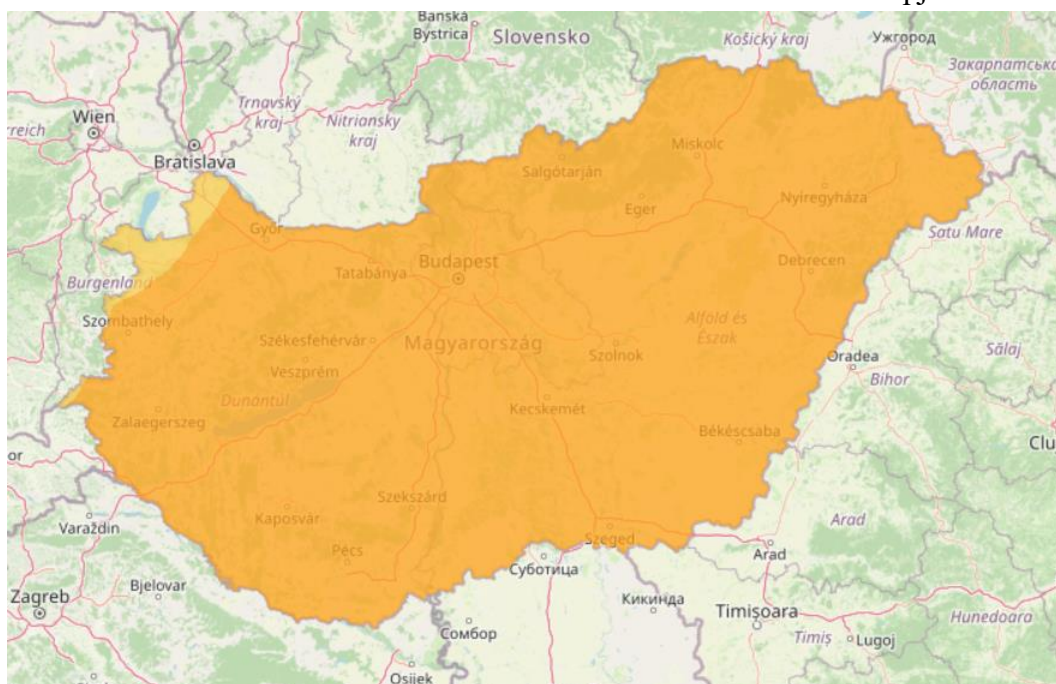 Banská
Bystrica
Slovensko
Košický kraj
Ужгород
Закарпатська
область
Trnavský
kraj
Nitriansky
kraj
Wien
Bratislava
Salgótarján
Miskolc
Nyíregyháza
Eger
Satu Mare
Győr
Tatabánya
Budapest
Debrecen
Burgenland
Szombathely
Székesfehérvár
Magyarország
Alföld és
Észak
Szolnok
Veszprém
Oradea
Sălaj
Bihor
Dunántúl
Zalaegerszeg
Kecskemét
Békéscsaba
Cluj
Szekszárd
Kaposvár
Szeged
Arad
Varaždin
Pécs
Суботица
Arad
Bjelovar
Zagreb
Кикинда
Timișoara
Hunedoara
Сомбор
Timiș
Lugoj
Osijek